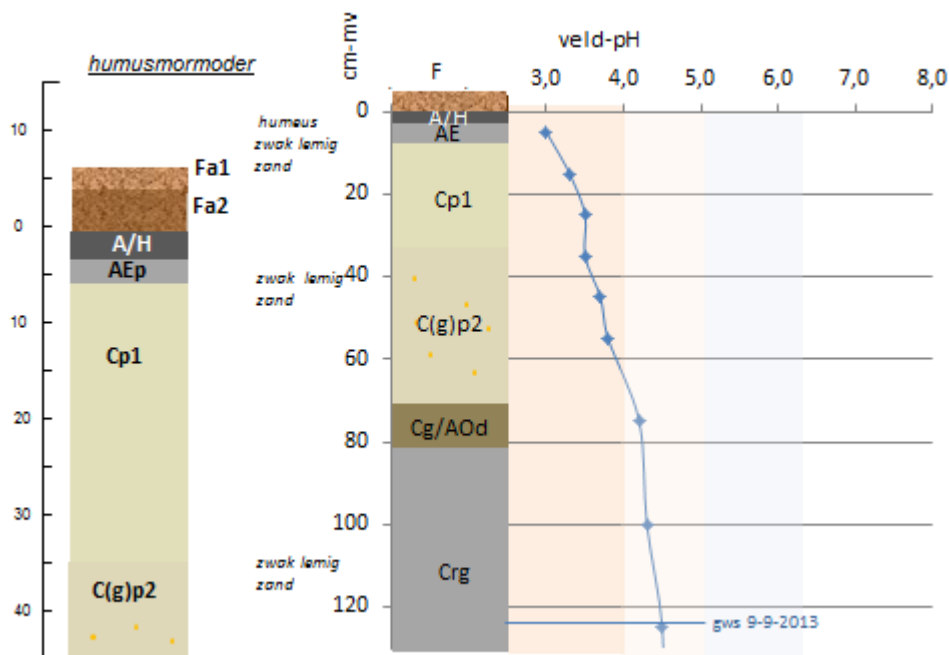 humusmormoder
10
0
10
20
30
40
Fa1
Fa2
A/H
AEp
Cp1
C(g)p2
humeus
zwak lemig
zand
zwak lemig
zand
zwak lemig
zand
cm-mv
veld-pH
F
3,0 4,0 5,0 6,0 7,0 8,0
0
20
40
60
80
100
120
A/H
AE
Cp1
C(g)p2
Cg/AOd
Crg
gws 9-9-2013